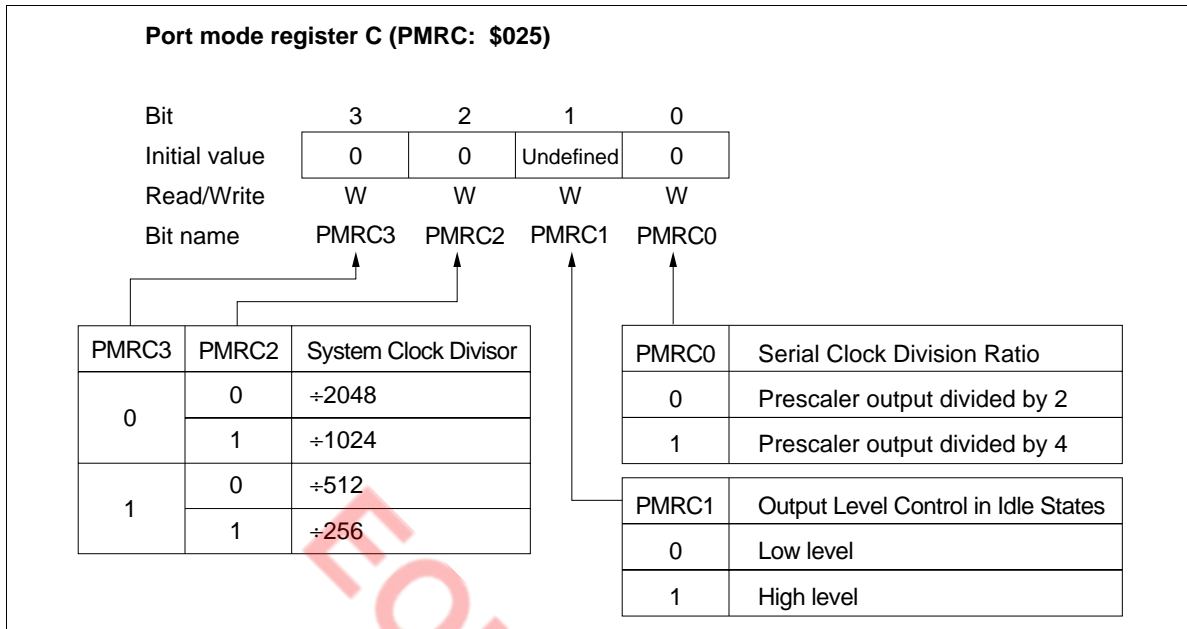 Port mode register C (PMRC: $025)
Bit 3 2 1 0
Initial value 0 0 Undefined 0
Read/Write W W W W
Bit name PMRC3 PMRC2 PMRC1 PMRC0
PMRC3 PMRC2 System Clock Divisor
0 0 ÷2048
1 ÷1024
1 0 ÷512
1 ÷256
PMRC0 Serial Clock Division Ratio
0 Prescaler output divided by 2
1 Prescaler output divided by 4
PMRC1 Output Level Control in Idle States
0 Low level
1 High level